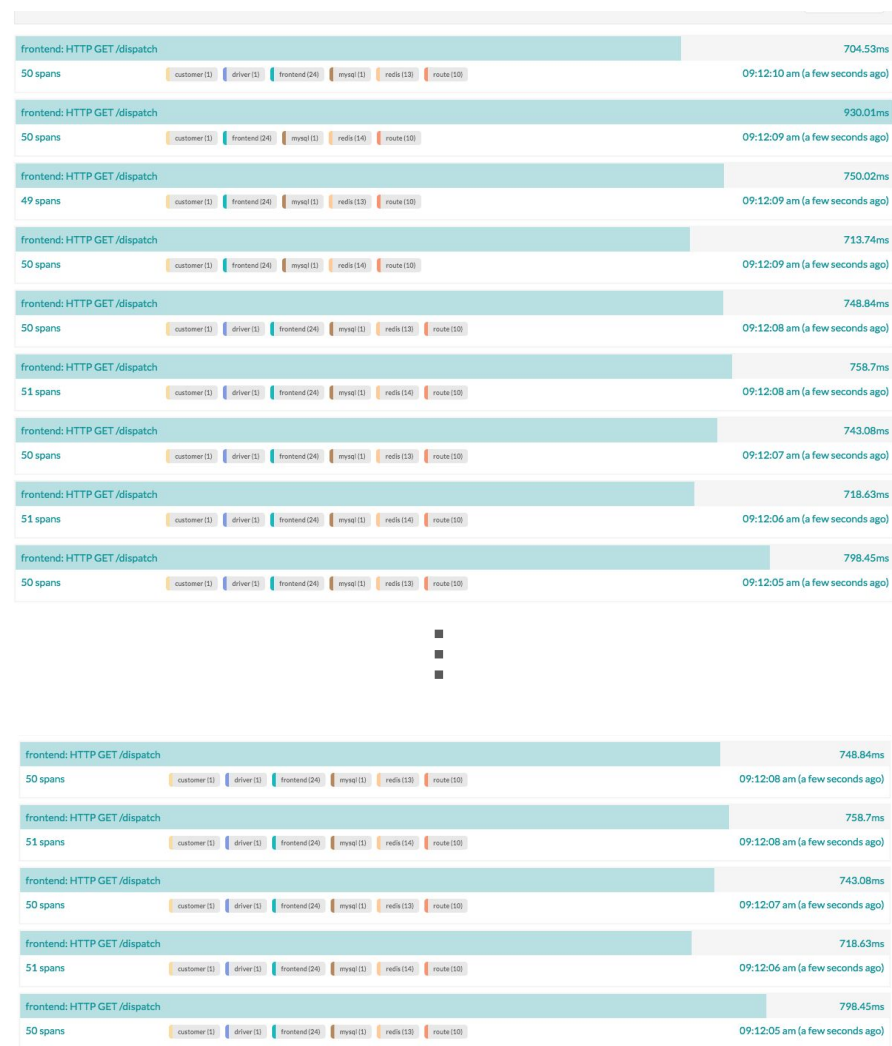 frontend: HTTP GET /dispatch 704.53ms
50 spans customer (1) driver (1) frontend (24) mysql (1) redis (13) route (10) 09:12:10 am (a few seconds ago)
frontend: HTTP GET /dispatch 930.01ms
50 spans customer (1) frontend (24) mysql (1) redis (14) route (10) 09:12:09 am (a few seconds ago)
frontend: HTTP GET /dispatch 750.02ms
49 spans customer (1) frontend (24) mysql (1) redis (13) route (10) 09:12:09 am (a few seconds ago)
frontend: HTTP GET /dispatch 713.74ms
50 spans customer (1) frontend (24) mysql (1) redis (14) route (10) 09:12:09 am (a few seconds ago)
frontend: HTTP GET /dispatch 748.84ms
50 spans customer (1) driver (1) frontend (24) mysql (1) redis (13) route (10) 09:12:08 am (a few seconds ago)
frontend: HTTP GET /dispatch 758.7ms
51 spans customer (1) driver (1) frontend (24) mysql (1) redis (14) route (10) 09:12:08 am (a few seconds ago)
frontend: HTTP GET /dispatch 743.08ms
50 spans customer (1) driver (1) frontend (24) mysql (1) redis (13) route (10) 09:12:07 am (a few seconds ago)
frontend: HTTP GET /dispatch 718.63ms
51 spans customer (1) driver (1) frontend (24) mysql (1) redis (14) route (10) 09:12:06 am (a few seconds ago)
frontend: HTTP GET /dispatch 798.45ms
50 spans customer (1) driver (1) frontend (24) mysql (1) redis (13) route (10) 09:12:05 am (a few seconds ago)
frontend: HTTP GET /dispatch 748.84ms
50 spans customer (1) driver (1) frontend (24) mysql (1) redis (13) route (10) 09:12:08 am (a few seconds ago)
frontend: HTTP GET /dispatch 758.7ms
51 spans customer (1) driver (1) frontend (24) mysql (1) redis (14) route (10) 09:12:08 am (a few seconds ago)
frontend: HTTP GET /dispatch 743.08ms
50 spans customer (1) driver (1) frontend (24) mysql (1) redis (13) route (10) 09:12:07 am (a few seconds ago)
frontend: HTTP GET /dispatch 718.63ms
51 spans customer (1) driver (1) frontend (24) mysql (1) redis (14) route (10) 09:12:06 am (a few seconds ago)
frontend: HTTP GET /dispatch 798.45ms
50 spans customer (1) driver (1) frontend (24) mysql (1) redis (13) route (10) 09:12:05 am (a few seconds ago)